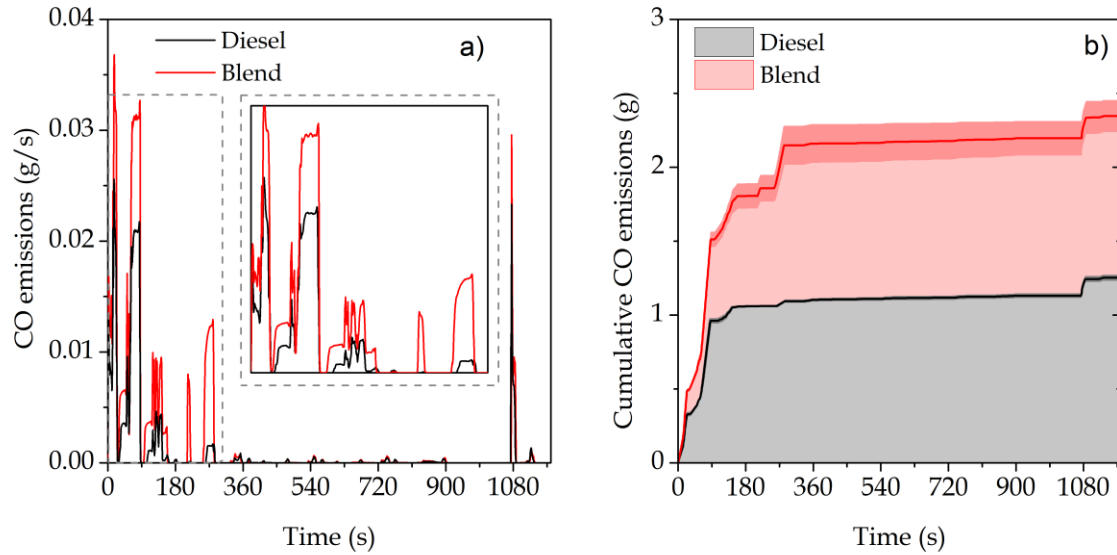 a)
Diesel
Blend
CO emissions (g/s)
0.04
0.03
0.02
0.01
0.00
0 180 360 540 720 900 1080
Time (s)
b)
Diesel
Blend
Cumulative CO emissions (g)
3
2
1
0
0 180 360 540 720 900 1080
Time (s)